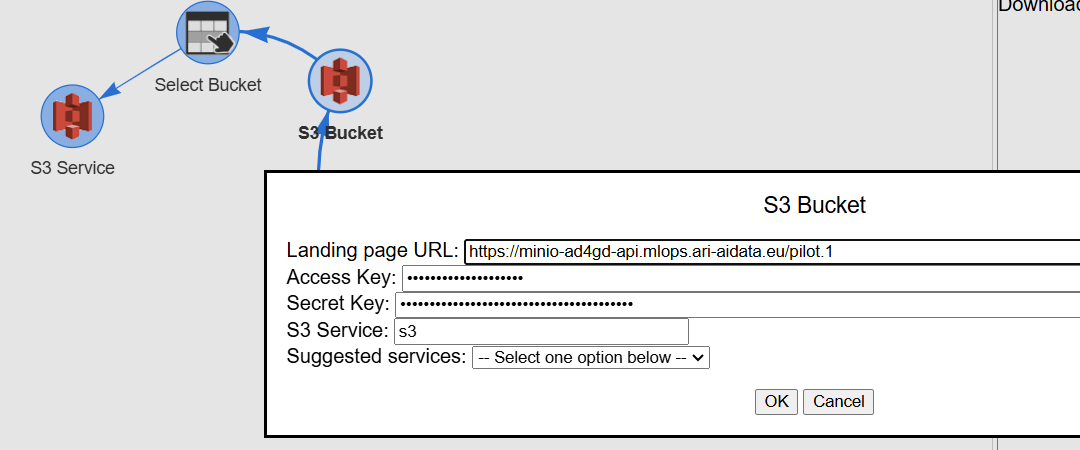 Download
Select Bucket
S3 Bucket
S3 Service
S3 Bucket
Landing page URL: https://minio-ad4gd-api.mlops.ari-aidata.eu/pilot.1
Access Key: ••••••••••••••••••••
Secret Key: ••••••••••••••••••••••••••••••••••••••••
S3 Service: s3
Suggested services: -- Select one option below --
OK Cancel